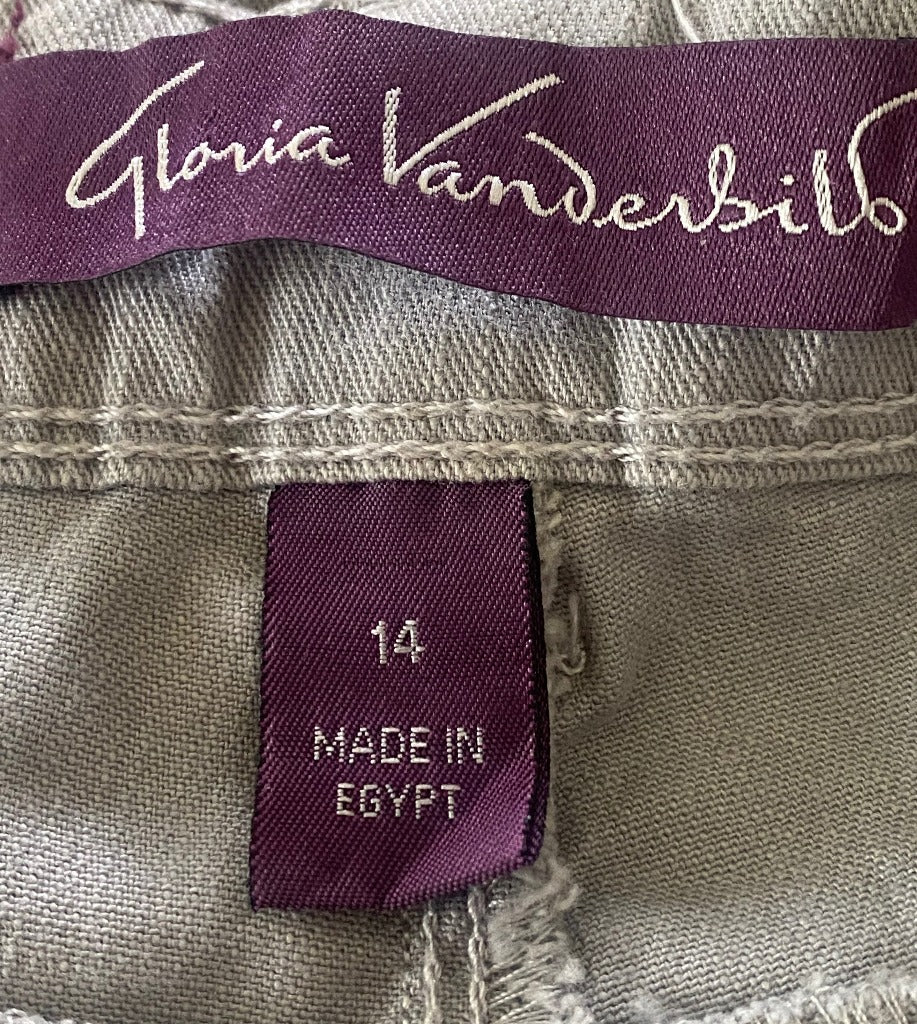 Gloria Vanderbilt
14
MADE IN
EGYPT